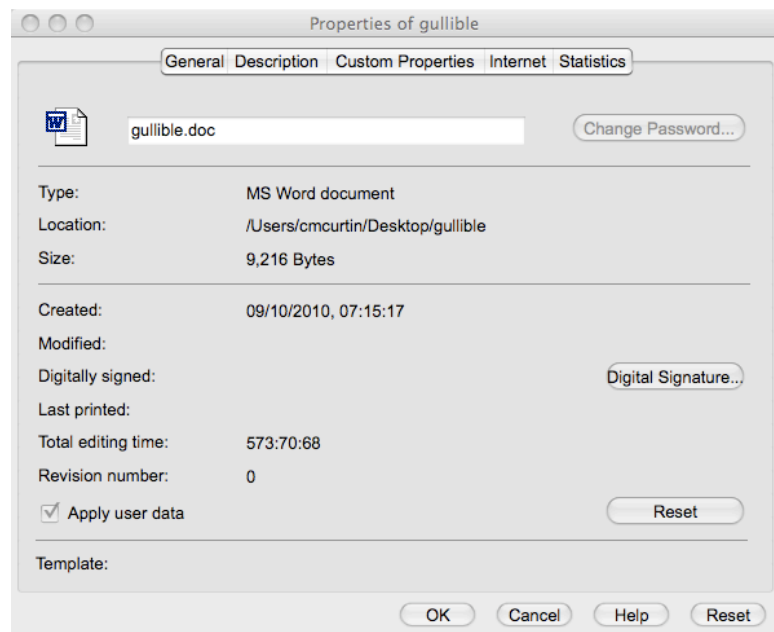 Properties of gullible
General Description Custom Properties Internet Statistics
W
gullible.doc Change Password...
Type: MS Word document
Location: /Users/cmcurtin/Desktop/gullible
Size: 9,216 Bytes
Created: 09/10/2010, 07:15:17
Modified:
Digitally signed: Digital Signature...
Last printed:
Total editing time: 573:70:68
Revision number: 0
Apply user data Reset
Template:
OK Cancel Help Reset